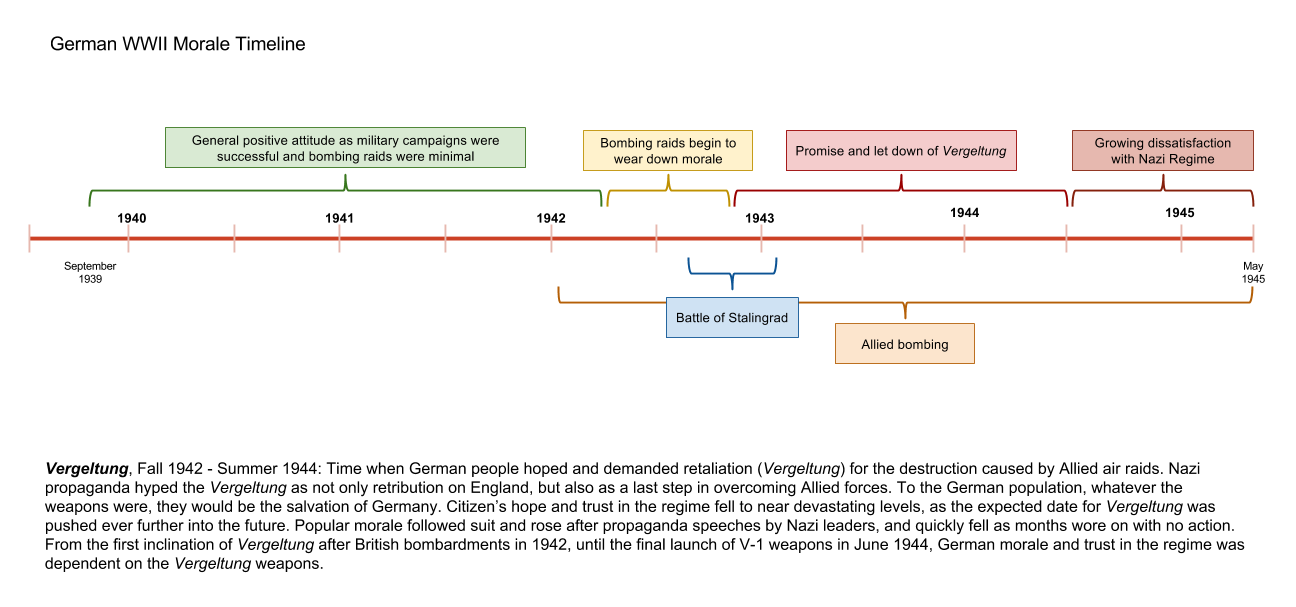 German WWII Morale Timeline
General positive attitude as military campaigns were
successful and bombing raids were minimal
Bombing raids begin to
wear down morale
Promise and let down of Vergeltung
Growing dissatisfaction
with Nazi Regime
1940
1941
1942
1943
1944
1945
September
1939
May
1945
Battle of Stalingrad
Allied bombing
Vergeltung, Fall 1942 - Summer 1944: Time when German people hoped and demanded retaliation (Vergeltung) for the destruction caused by Allied air raids. Nazi
propaganda hyped the Vergeltung as not only retribution on England, but also as a last step in overcoming Allied forces. To the German population, whatever the
weapons were, they would be the salvation of Germany. Citizen's hope and trust in the regime fell to near devastating levels, as the expected date for Vergeltung was
pushed ever further into the future. Popular morale followed suit and rose after propaganda speeches by Nazi leaders, and quickly fell as months wore on with no action.
From the first inclination of Vergeltung after British bombardments in 1942, until the final launch of V-1 weapons in June 1944, German morale and trust in the regime was
dependent on the Vergeltung weapons.